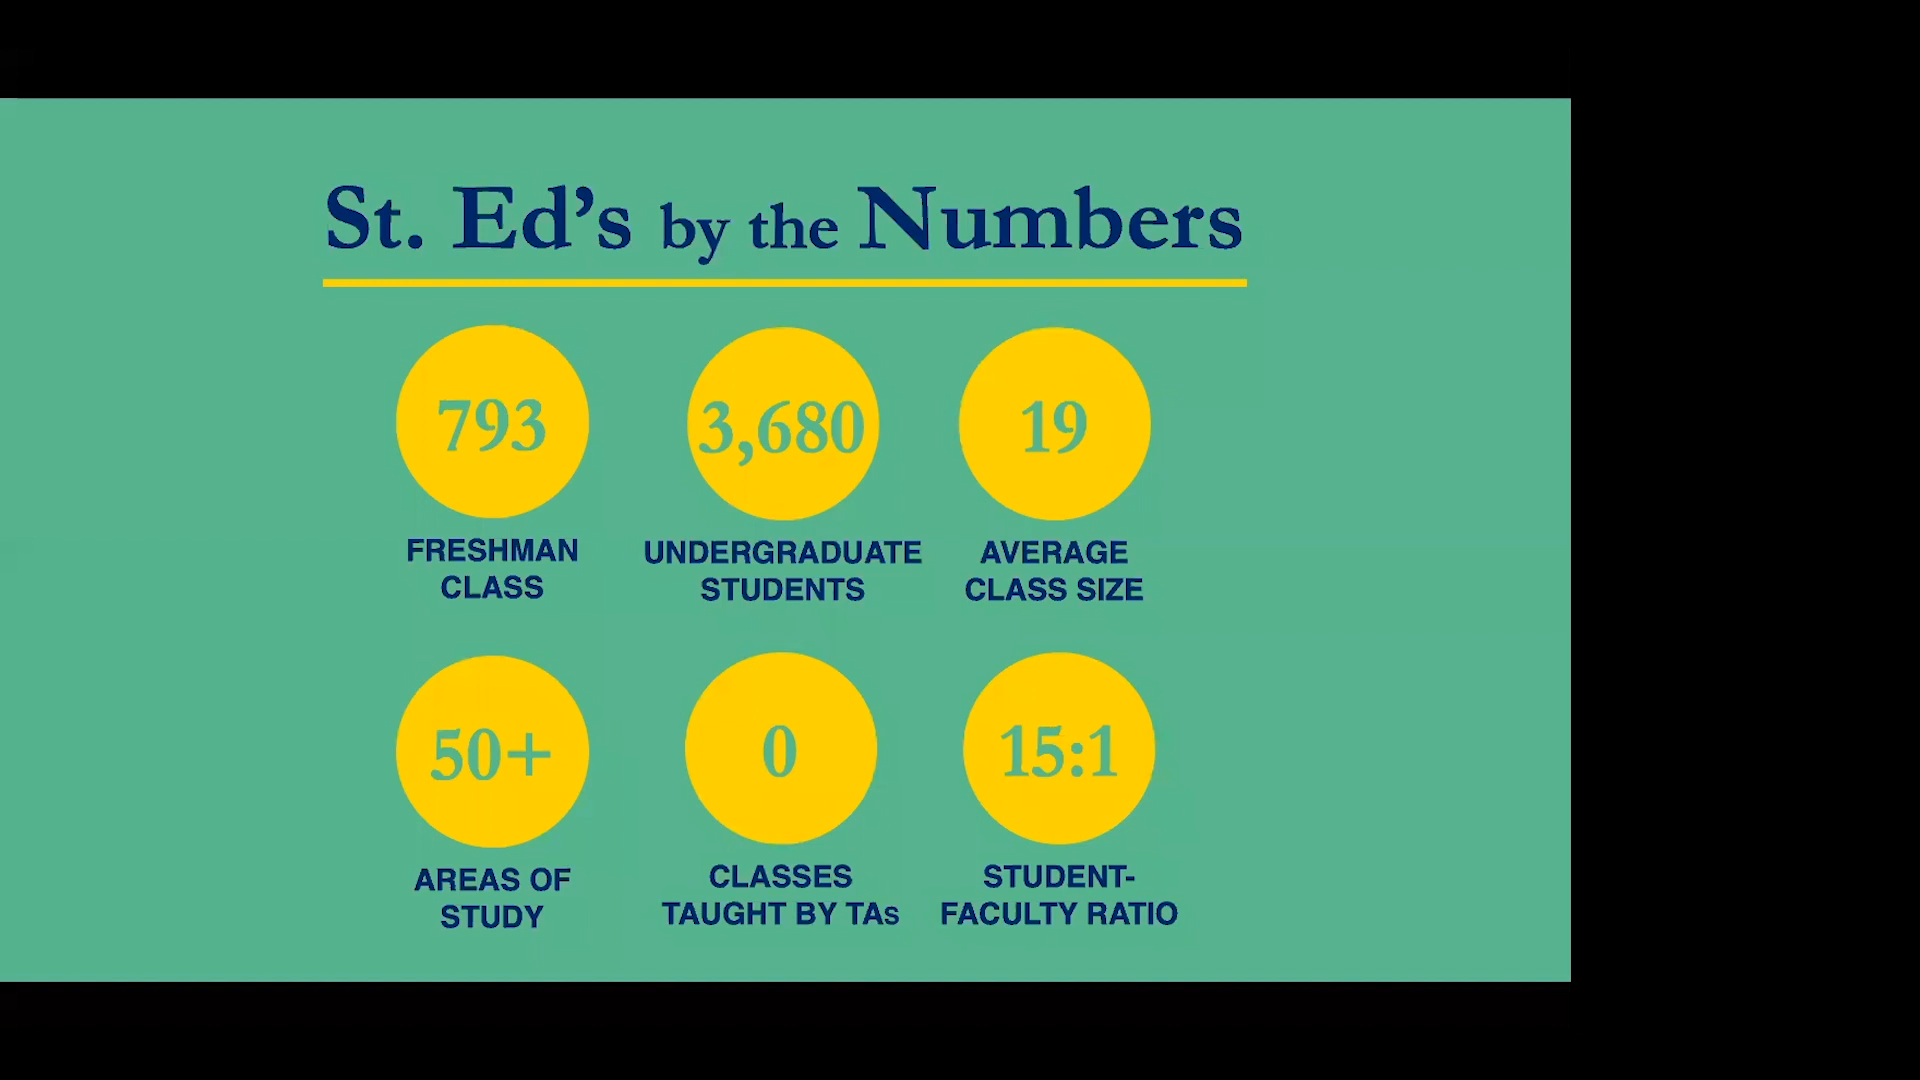 St. Ed’s by the Numbers
793
FRESHMAN
CLASS
3,680
UNDERGRADUATE
STUDENTS
19
AVERAGE
CLASS SIZE
50+
AREAS OF
STUDY
0
CLASSES
TAUGHT BY TAs
15:1
STUDENT-
FACULTY RATIO